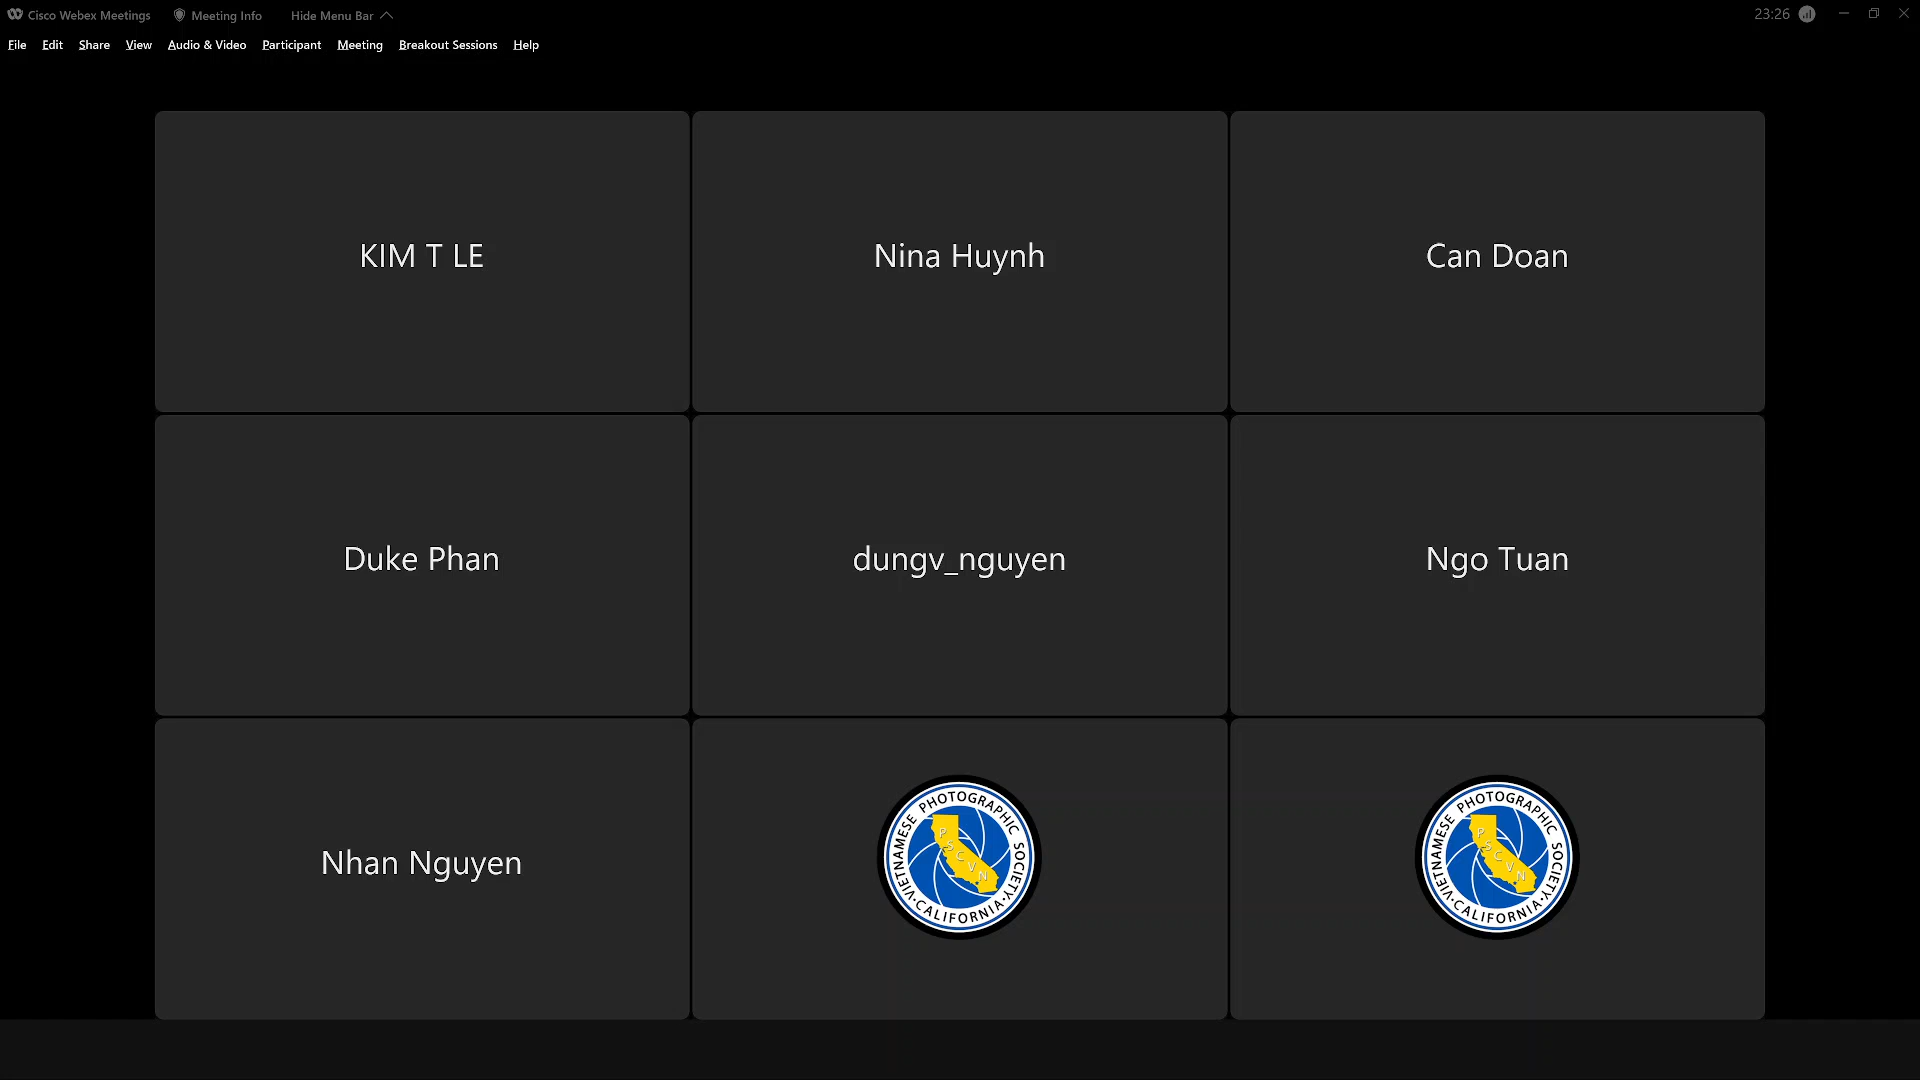 Cisco Webex Meetings Meeting Info Hide Menu Bar 23:26
File Edit Share View Audio & Video Participant Meeting Breakout Sessions Help
KIM T LE
Nina Huynh
Can Doan
Duke Phan
dungv_nguyen
Ngo Tuan
Nhan Nguyen
VIETNAMESE PHOTOGRAPHIC SOCIETY
PSCVN
• CALIFORNIA •
VIETNAMESE PHOTOGRAPHIC SOCIETY
PSCVN
• CALIFORNIA •